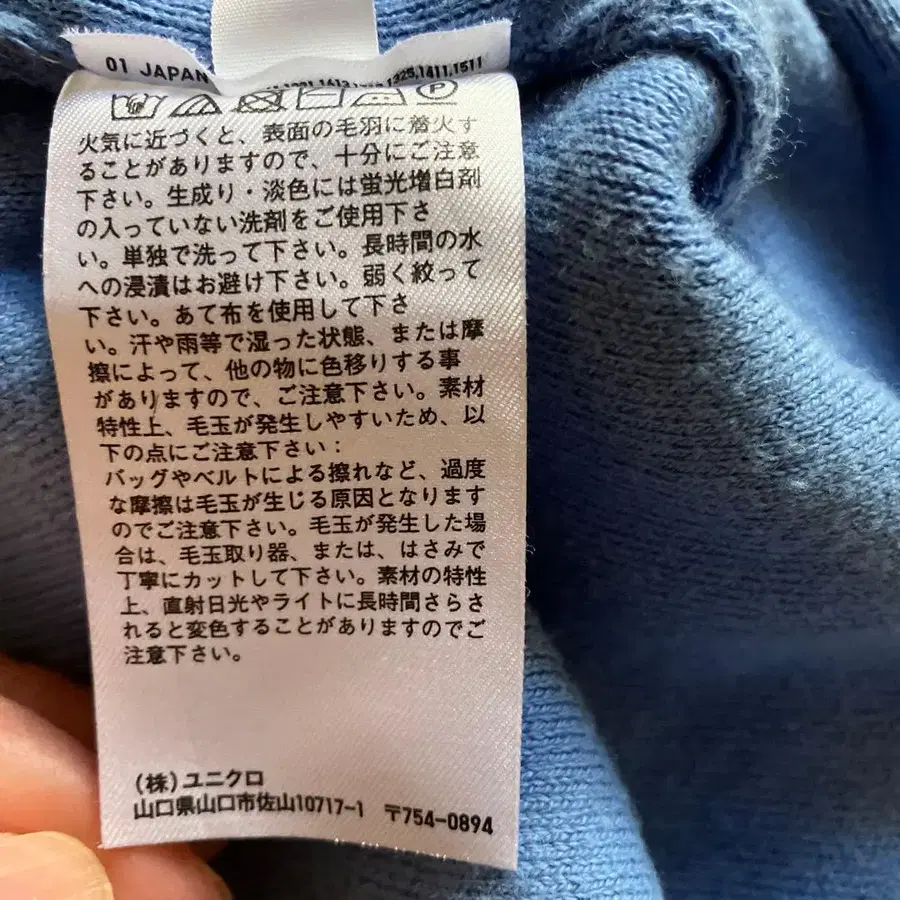 01 JAPAN
1325,1411,1511
火気に近づくと、表面の毛羽に着火す
ることがありますので、十分にご注意
下さい。生成り・淡色には蛍光増白剤
の入っていない洗剤をご使用下さ
い。単独で洗って下さい。長時間の水
への浸漬はお避け下さい。弱く絞って
下さい。あて布を使用して下さ
い。汗や雨等で湿った状態、または摩
擦によって、他の物に色移りする事
がありますので、ご注意下さい。素材
特性上、毛玉が発生しやすいため、以
下の点にご注意下さい:
バッグやベルトによる擦れなど、過度
な摩擦は毛玉が生じる原因となります
のでご注意下さい。毛玉が発生した場
合は、毛玉取り器、または、はさみで
丁寧にカットして下さい。素材の特性
上、直射日光やライトに長時間さらさ
れると変色することがありますのでご
注意下さい。
(株)ユニクロ
山口県山口市佐山10717-1 〒754-0894